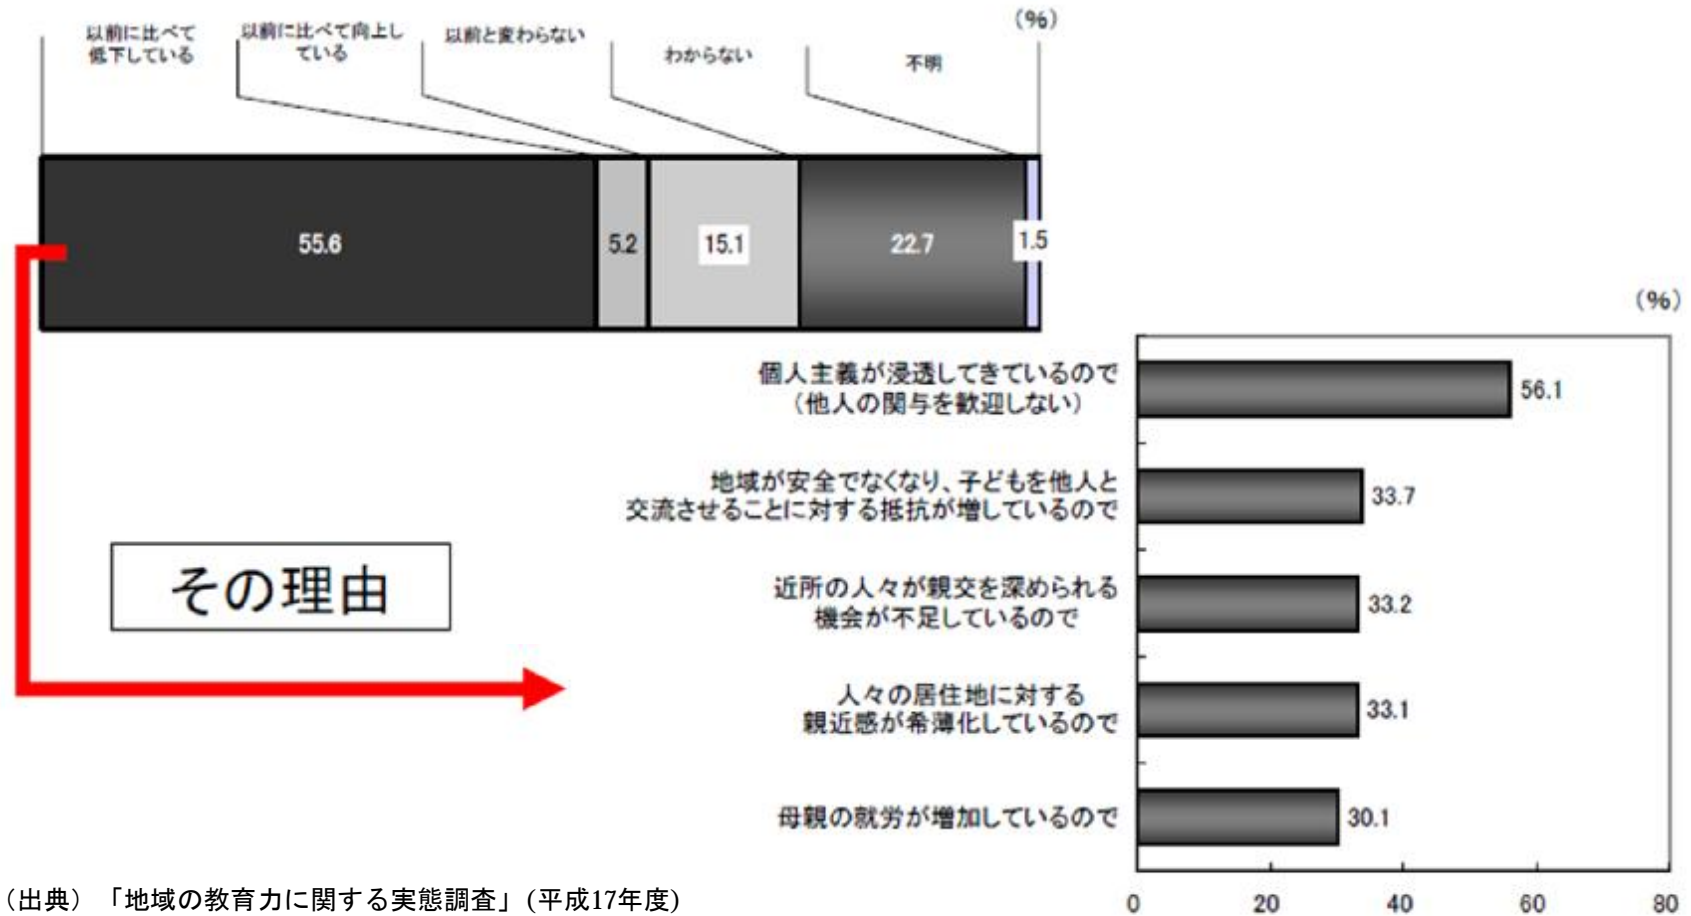 (%)
以前に比べて
低下している
以前に比べて向上し
ている
以前と変わらない
わからない
不明
55.6
5.2
15.1
22.7
1.5
その理由
(%)
個人主義が浸透してきているので
(他人の関与を歓迎しない)
56.1
地域が安全でなくなり、子どもを他人と
交流させることに対する抵抗が増しているので
33.7
近所の人々が親交を深められる
機会が不足しているので
33.2
人々の居住地に対する
親近感が希薄化しているので
33.1
母親の就労が増加しているので
30.1
0 20 40 60 80
(出典)「地域の教育力に関する実態調査」(平成17年度)